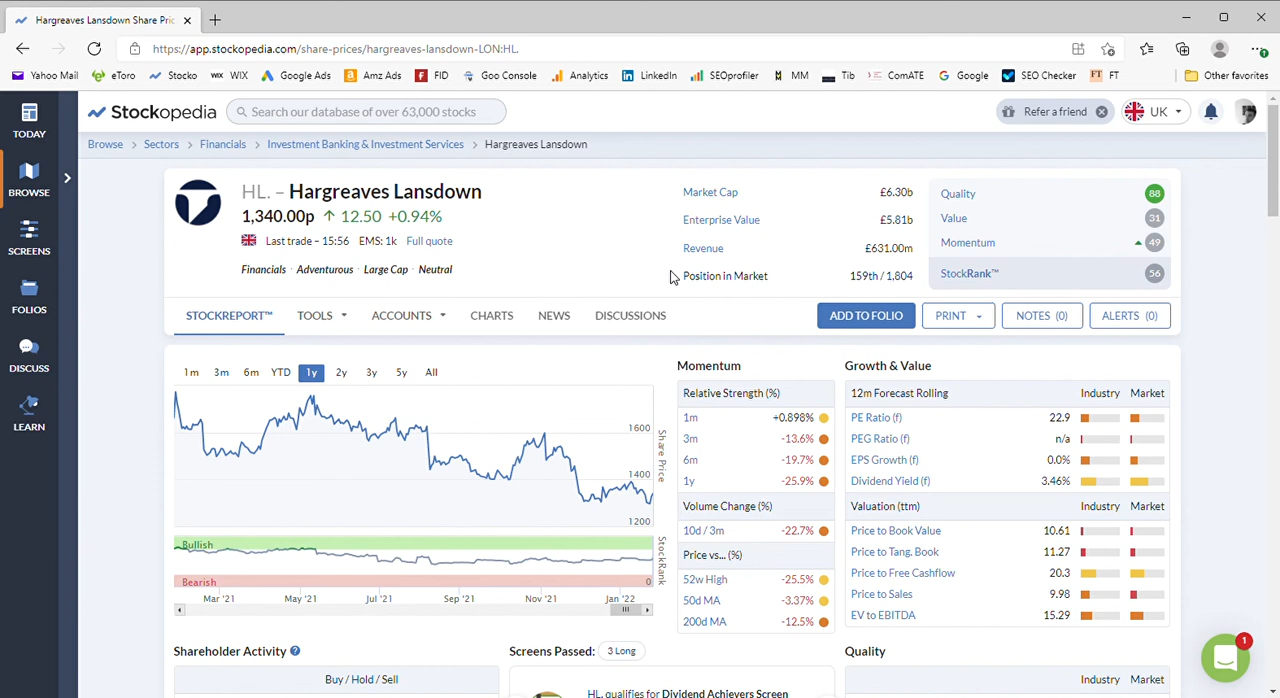 Hargreaves Lansdown Share Pric
https://app.stockopedia.com/share-prices/hargreaves-lansdown-LON:HL.
Yahoo Mail eToro Stocko WIX WIX Google Ads Amz Ads FID Goo Console Analytics LinkedIn SEOprofiler MM Tib ComATE Google SEO Checker FT FT Other favorites
Stockopedia Search our database of over 63,000 stocks Refer a friend UK
TODAY
BROWSE
SCREENS
FOLIOS
DISCUSS
LEARN
Browse > Sectors > Financials > Investment Banking & Investment Services > Hargreaves Lansdown
HL. – Hargreaves Lansdown
1,340.00p ↑ 12.50 +0.94%
Last trade – 15:56 EMS: 1k Full quote
Financials · Adventurous · Large Cap · Neutral
Market Cap £6.30b
Enterprise Value £5.81b
Revenue £631.00m
Position in Market 159th / 1,804
Quality 88
Value 31
Momentum 49
StockRank™ 56
STOCKREPORT™ TOOLS ACCOUNTS CHARTS NEWS DISCUSSIONS ADD TO FOLIO PRINT NOTES (0) ALERTS (0)
1m 3m 6m YTD 1y 2y 3y 5y All
1600
1400
1200
Share Price
Bullish
Bearish 0
StockRank
Mar '21 May '21 Jul '21 Sep '21 Nov '21 Jan '22
Momentum
Relative Strength (%)
1m +0.898%
3m -13.6%
6m -19.7%
1y -25.9%
Volume Change (%)
10d / 3m -22.7%
Price vs... (%)
52w High -25.5%
50d MA -3.37%
200d MA -12.5%
Growth & Value
12m Forecast Rolling Industry Market
PE Ratio (f) 22.9
PEG Ratio (f) n/a
EPS Growth (f) 0.0%
Dividend Yield (f) 3.46%
Valuation (ttm) Industry Market
Price to Book Value 10.61
Price to Tang. Book 11.27
Price to Free Cashflow 20.3
Price to Sales 9.98
EV to EBITDA 15.29
Shareholder Activity
Buy / Hold / Sell
Screens Passed: 3 Long
HL. qualifies for Dividend Achievers Screen
Quality
Industry Market
1